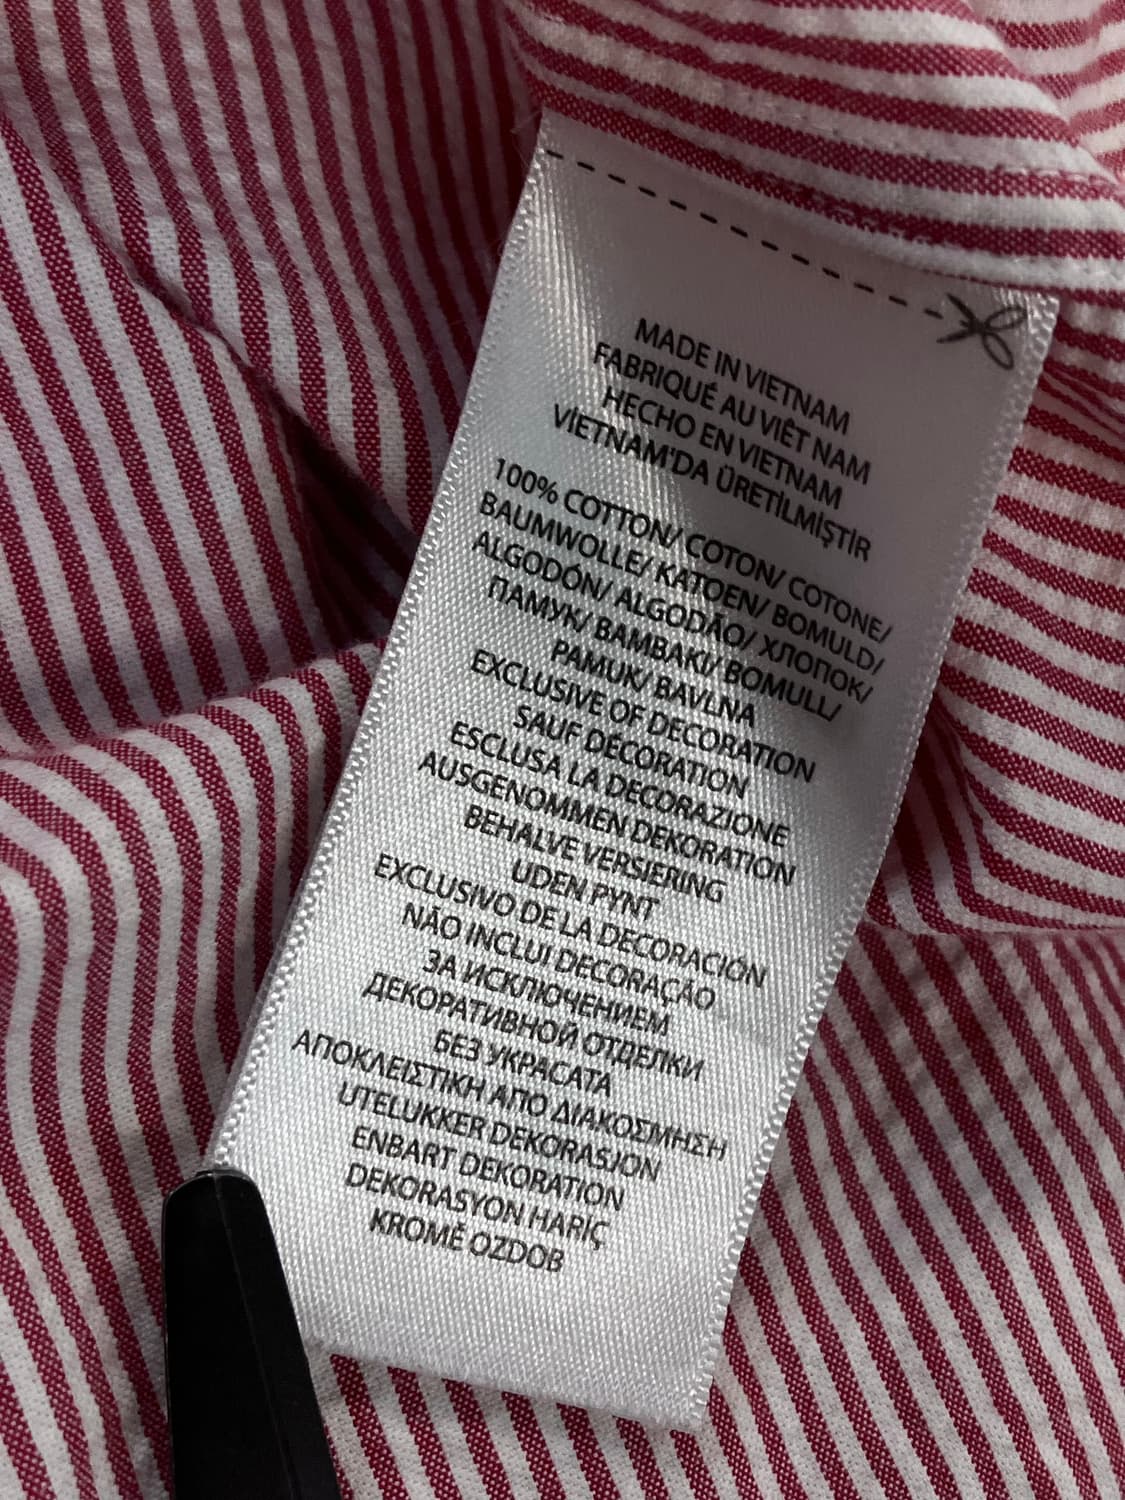 MADE IN VIETNAM
FABRIQUÉ AU VIÊT NAM
HECHO EN VIETNAM
VİETNAM'DA ÜRETİLMİŞTİR
100% COTTON/ COTON/ COTONE/
BAUMWOLLE/ KATOEN/ BOMULD/
ALGODÓN/ ALGODÃO/ ХЛОПОК/
ПАМУК/ ΒΑΜΒΑΚΙ/ BOMULL/
PAMUK/ BAVLNA
EXCLUSIVE OF DECORATION
SAUF DÉCORATION
ESCLUSA LA DECORAZIONE
AUSGENOMMEN DEKORATION
BEHALVE VERSIERING
UDEN PYNT
EXCLUSIVO DE LA DECORACIÓN
NÃO INCLUI DECORAÇÃO
ЗА ИСКЛЮЧЕНИЕМ
ДЕКОРАТИВНОЙ ОТДЕЛКИ
БЕЗ УКРАСАТА
ΑΠΟΚΛΕΙΣΤΙΚΗ ΑΠΟ ΔΙΑΚΟΣΜΗΣΗ
UTELUKKER DEKORASJON
ENBART DEKORATION
DEKORASYON HARIÇ
KROMĚ OZDOB